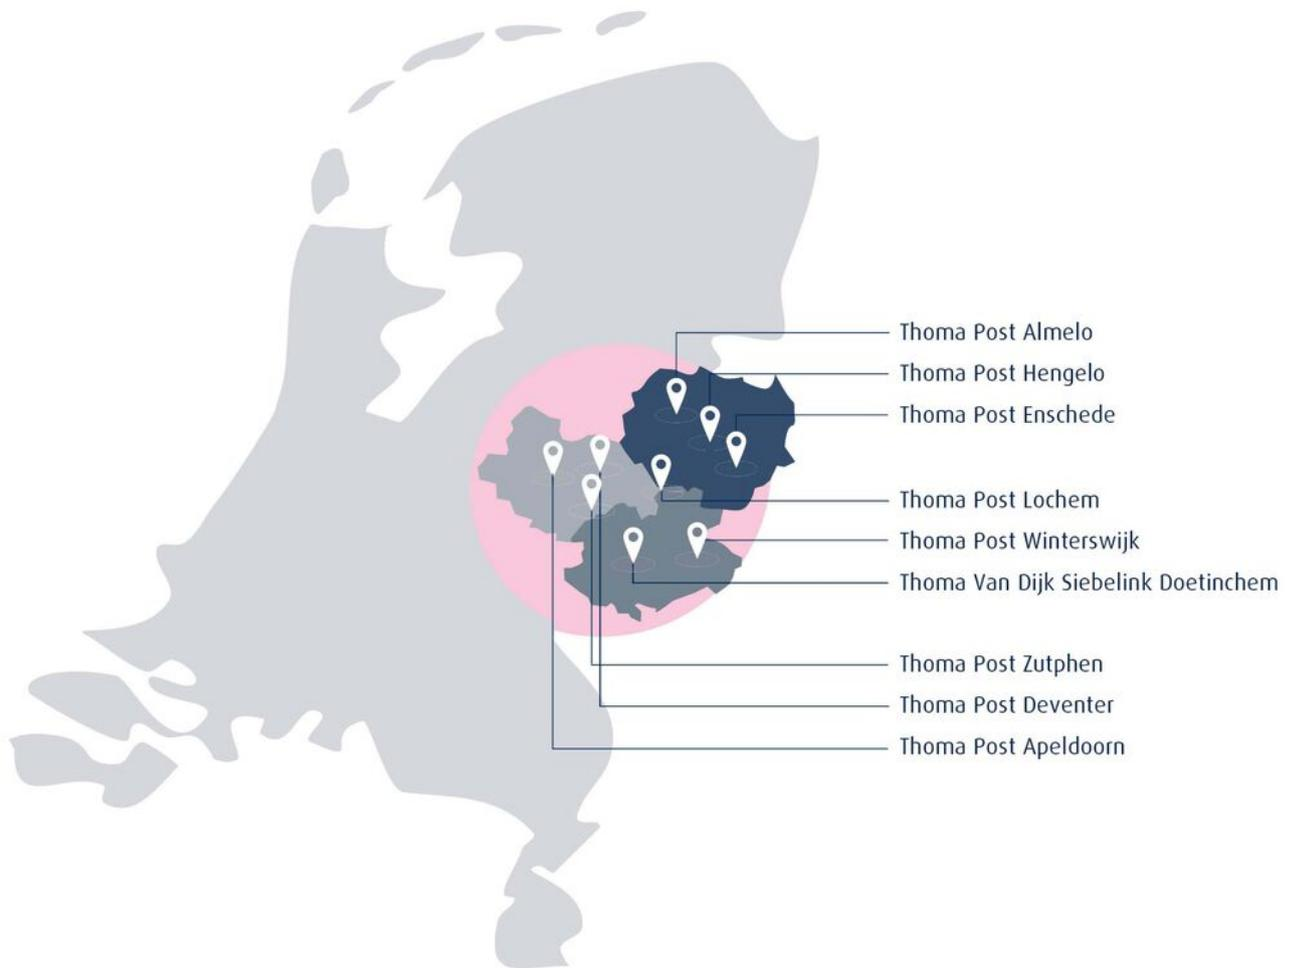 Thoma Post Almelo
Thoma Post Hengelo
Thoma Post Enschede
Thoma Post Lochem
Thoma Post Winterswijk
Thoma Van Dijk Siebelink Doetinchem
Thoma Post Zutphen
Thoma Post Deventer
Thoma Post Apeldoorn